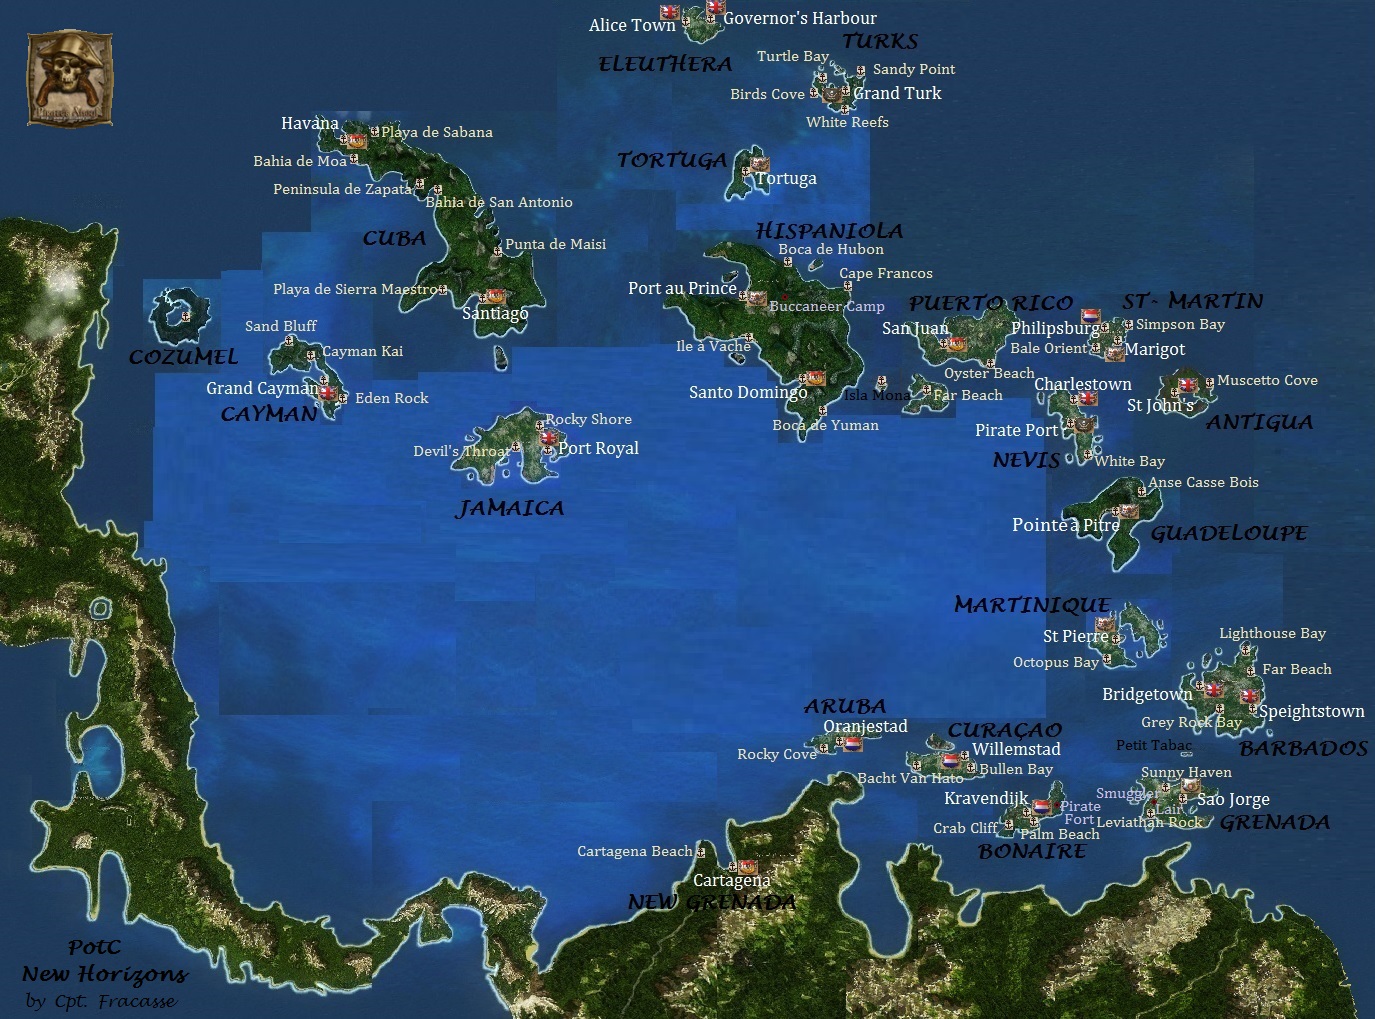 Alice Town
Governor's Harbour
TURKS
ELEUTHERA
Turtle Bay
Sandy Point
Birds Cove
Grand Turk
White Reefs
Havana
Playa de Sabana
Bahia de Moa
Peninsula de Zapata
Bahia de San Antonio
CUBA
Punta de Maisi
Playa de Sierra Maestro
Santiago
TORTUGA
Tortuga
HISPANIOLA
Boca de Hubon
Cape Francos
Port au Prince
Buccaneer Camp
Ile à Vache
Santo Domingo
Boca de Yuman
PUERTO RICO
San Juan
Oyster Beach
Isla Mona
Far Beach
ST~ MARTIN
Philipsburg
Simpson Bay
Bale Orient
Marigot
Charlestown
Pirate Port
NEVIS
White Bay
Muscetto Cove
St John's
ANTIGUA
COZUMEL
Sand Bluff
Cayman Kai
Grand Cayman
Eden Rock
CAYMAN
Rocky Shore
Devil's Throat
Port Royal
JAMAICA
Anse Casse Bois
Pointe à Pitre
GUADELOUPE
MARTINIQUE
St Pierre
Octopus Bay
Lighthouse Bay
Far Beach
Bridgetown
Speightstown
Grey Rock Bay
BARBADOS
Petit Tabac
ARUBA
Oranjestad
Rocky Cove
CURAÇAO
Willemstad
Bacht Van Hato
Bullen Bay
Kravendijk
Pirate
Fort
Crab Cliff
Palm Beach
BONAIRE
Sunny Haven
Smuggler
Lair
Sao Jorge
Leviathan Rock
GRENADA
Cartagena Beach
Cartagena
NEW GRENADA
PotC
New Horizons
by Cpt. Fracasse